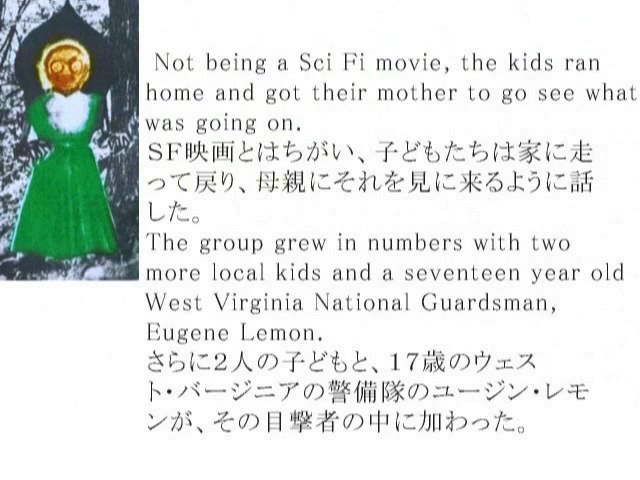 Not being a Sci Fi movie, the kids ran
home and got their mother to go see what
was going on.
ＳＦ映画とはちがい、子どもたちは家に走
って戻り、母親にそれを見に来るように話
した。
The group grew in numbers with two
more local kids and a seventeen year old
West Virginia National Guardsman,
Eugene Lemon.
さらに２人の子どもと、１７歳のウェス
ト・バージニアの警備隊のユージン・レモ
ンが、その目撃者の中に加わった。